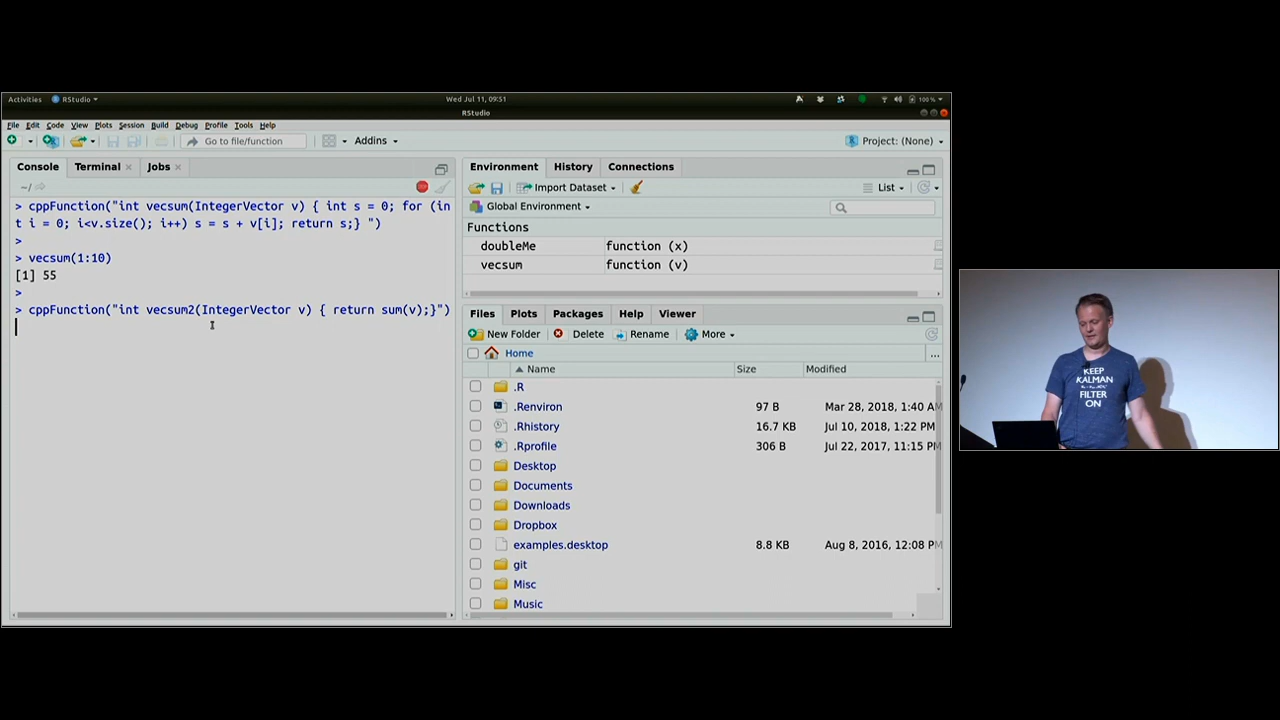 Activities RStudio Wed Jul 11, 09:51 100%
RStudio
File Edit Code View Plots Session Build Debug Profile Tools Help
Go to file/function Addins Project: (None)
Console Terminal Jobs
~/
> cppFunction("int vecsum(IntegerVector v) { int s = 0; for (in
t i = 0; i<v.size(); i++) s = s + v[i]; return s;} ")
>
> vecsum(1:10)
[1] 55
>
> cppFunction("int vecsum2(IntegerVector v) { return sum(v);}")
Environment History Connections
Import Dataset List
Global Environment
Functions
doubleMe function (x)
vecsum function (v)
Files Plots Packages Help Viewer
New Folder Delete Rename More
Home ...
Name Size Modified
.R
.Renviron 97 B Mar 28, 2018, 1:40 AM
.Rhistory 16.7 KB Jul 10, 2018, 1:22 PM
.Rprofile 306 B Jul 22, 2017, 11:15 PM
Desktop
Documents
Downloads
Dropbox
examples.desktop 8.8 KB Aug 8, 2016, 12:08 PM
git
Misc
Music
KEEP
KALMAN
FILTER
ON